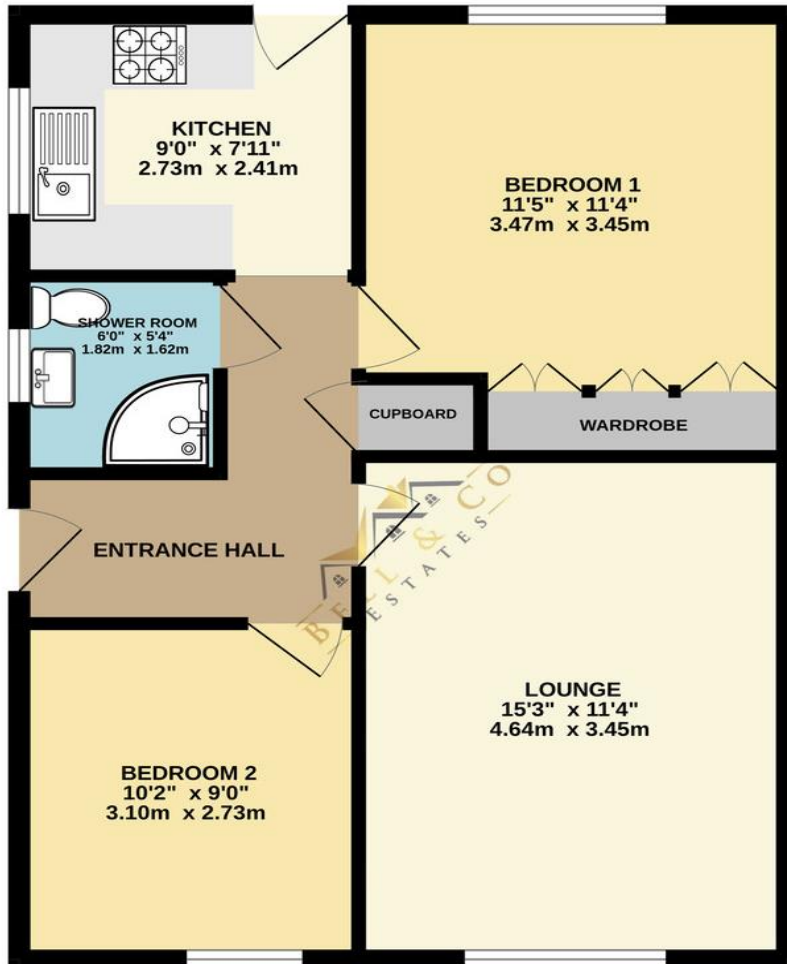 KITCHEN
9'0" x 7'11"
2.73m x 2.41m
BEDROOM 1
11'5" x 11'4"
3.47m x 3.45m
SHOWER ROOM
6'0" x 5'4"
1.82m x 1.62m
CUPBOARD
WARDROBE
ENTRANCE HALL
BELL & CO
ESTATES
LOUNGE
15'3" x 11'4"
4.64m x 3.45m
BEDROOM 2
10'2" x 9'0"
3.10m x 2.73m